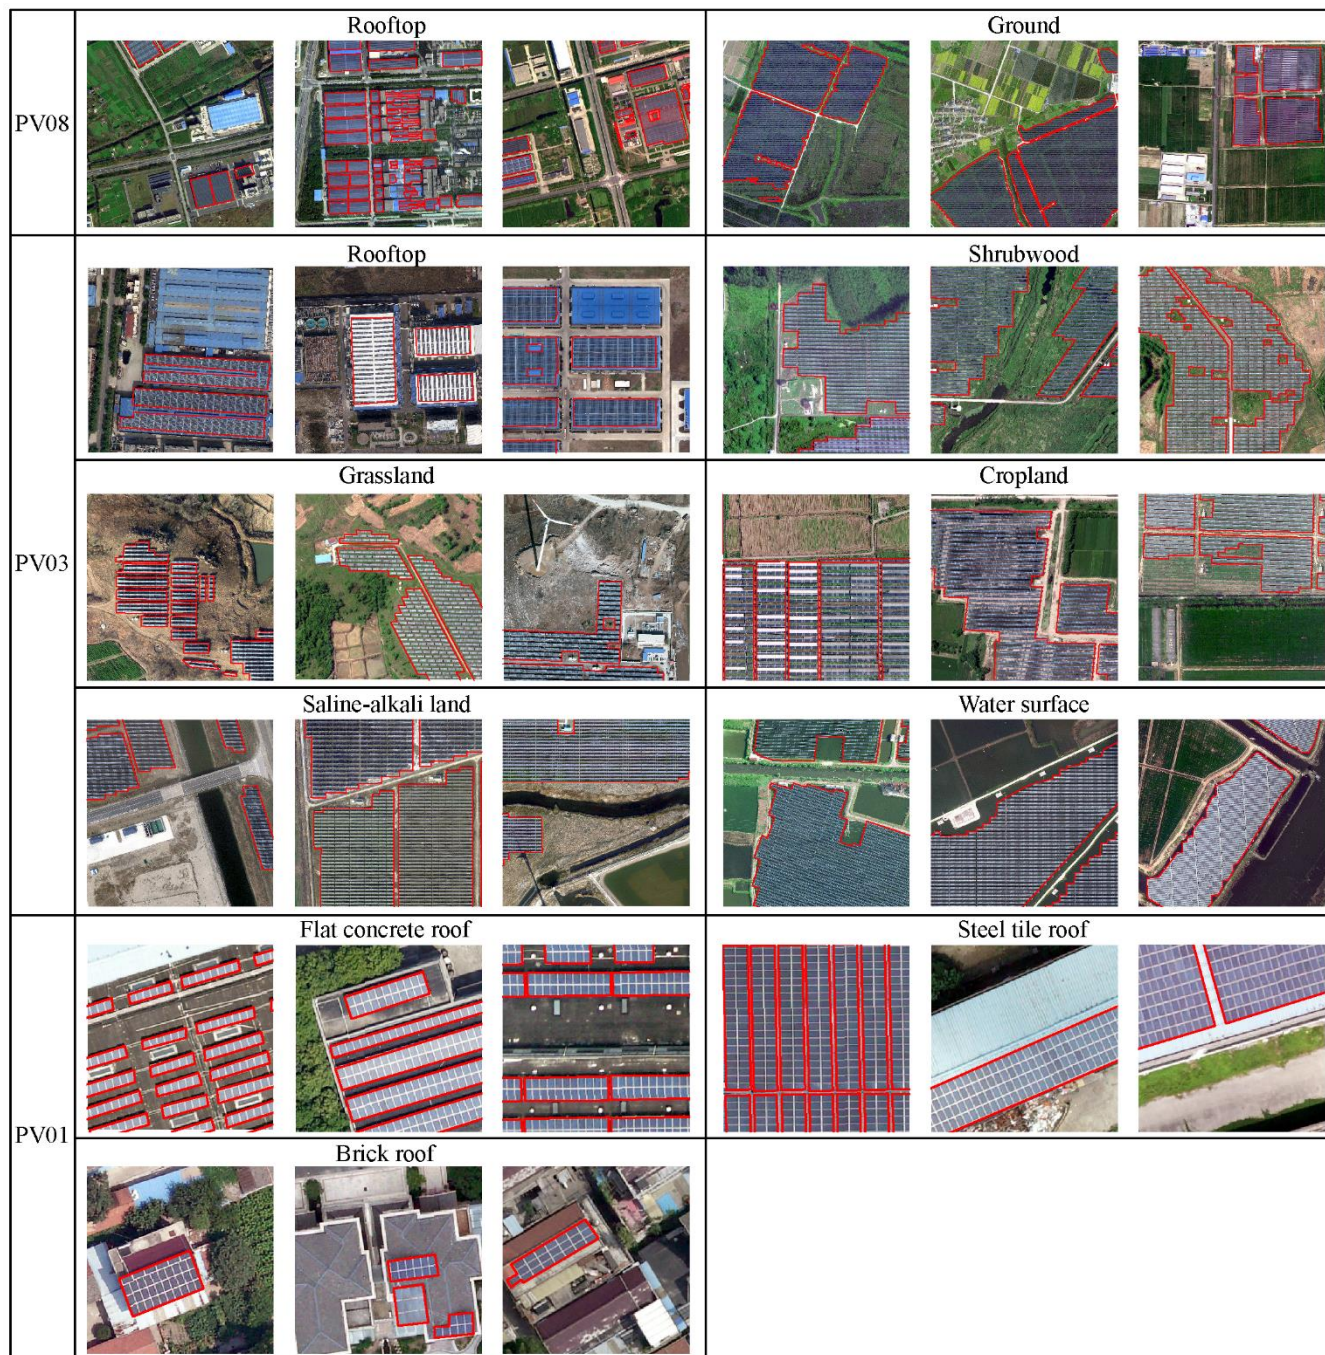 Rooftop
Ground
PV08
Rooftop
Shrubwood
Grassland
Cropland
PV03
Saline-alkali land
Water surface
Flat concrete roof
Steel tile roof
PV01
Brick roof